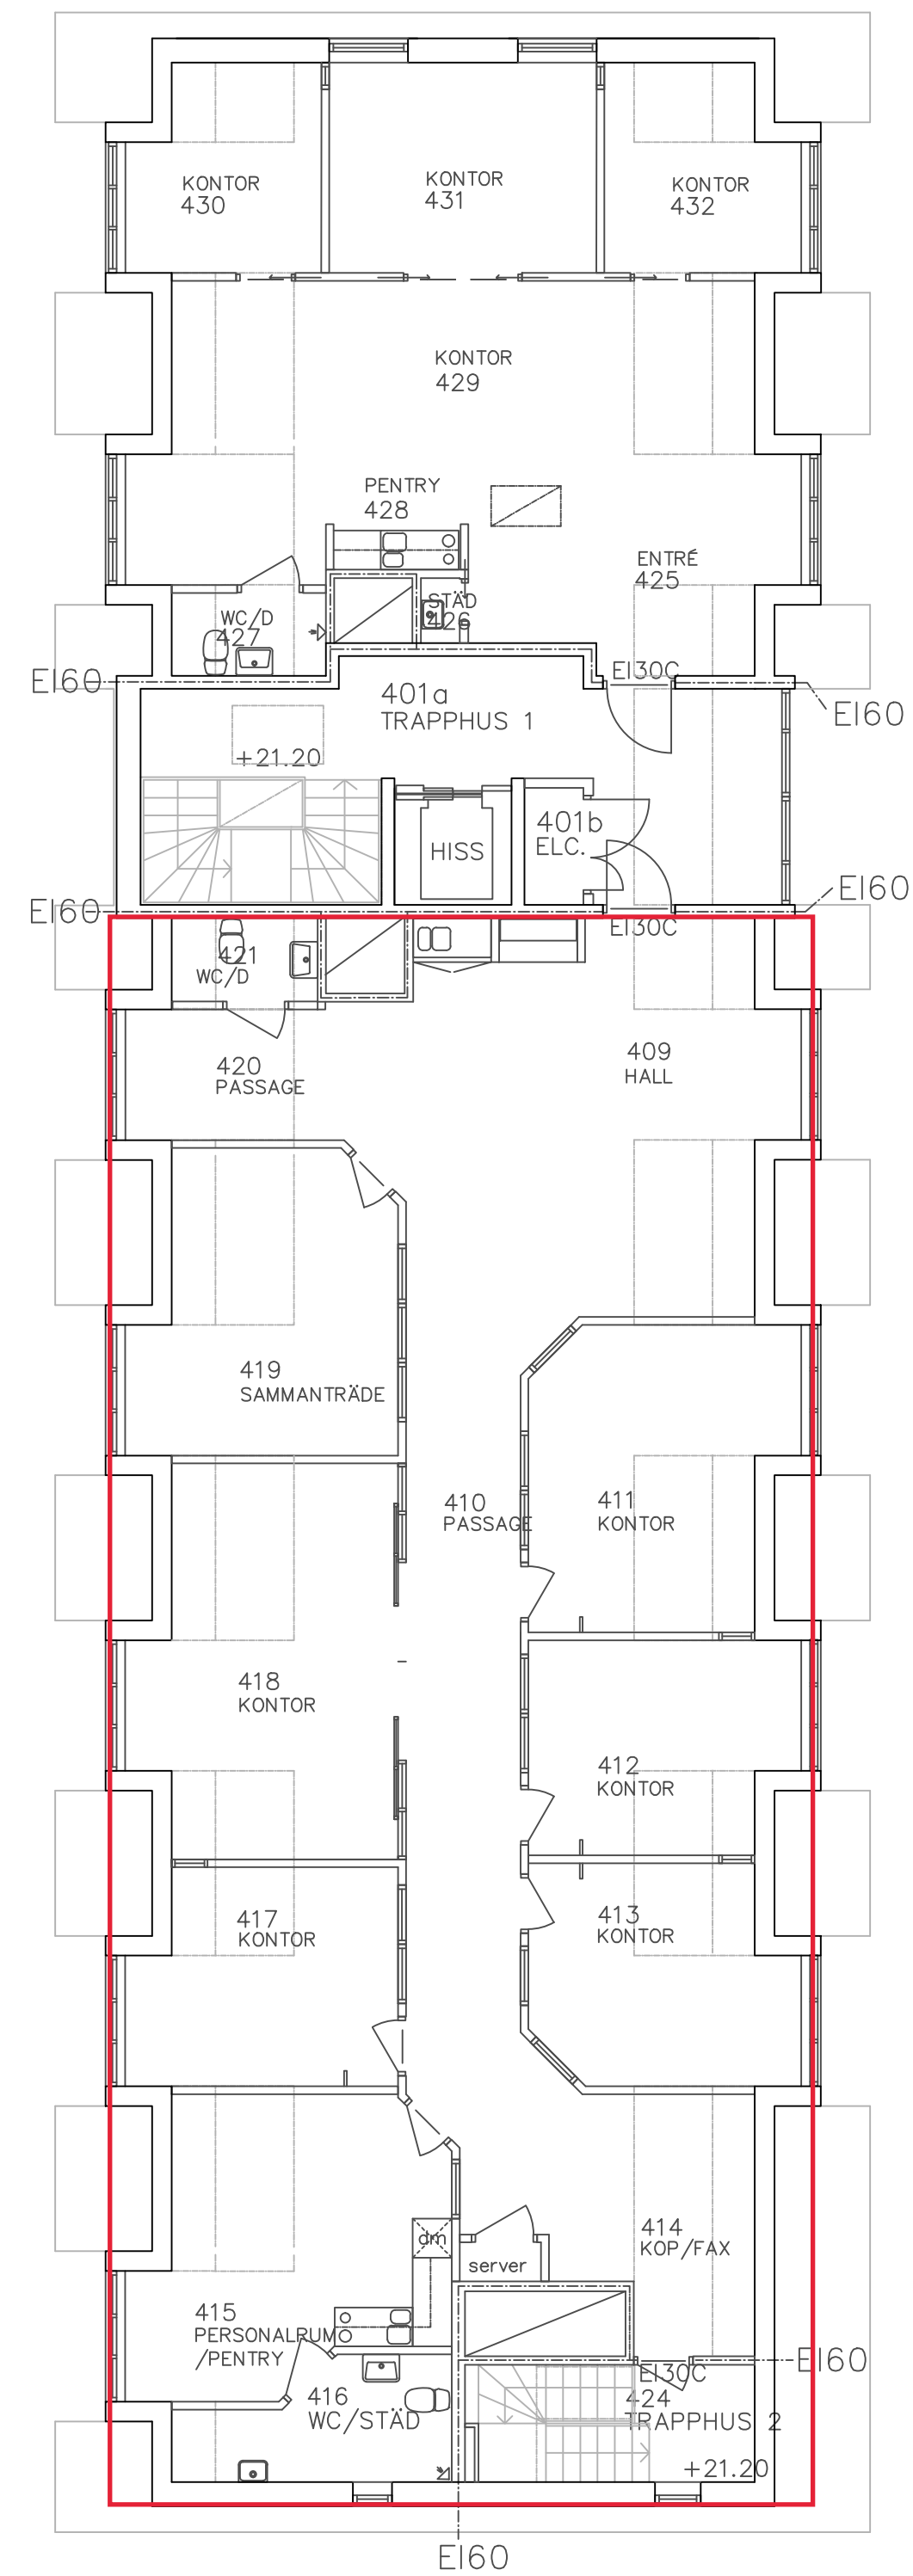 KONTOR
430
KONTOR
431
KONTOR
432
KONTOR
429
PENTRY
428
ENTRÉ
425
STÄD
426
WC/D
427
EI60
EI30C
401a
TRAPPHUS 1
EI60
+21.20
401b
ELC.
HISS
EI60
EI60
EI30C
421
WC/D
409
HALL
420
PASSAGE
419
SAMMANTRÄDE
410
PASSAGE
411
KONTOR
418
KONTOR
412
KONTOR
417
KONTOR
413
KONTOR
dm
server
414
KOP/FAX
415
PERSONALRUM
/PENTRY
EI60
EI30C
416
WC/STÄD
424
TRAPPHUS 2
+21.20
EI60